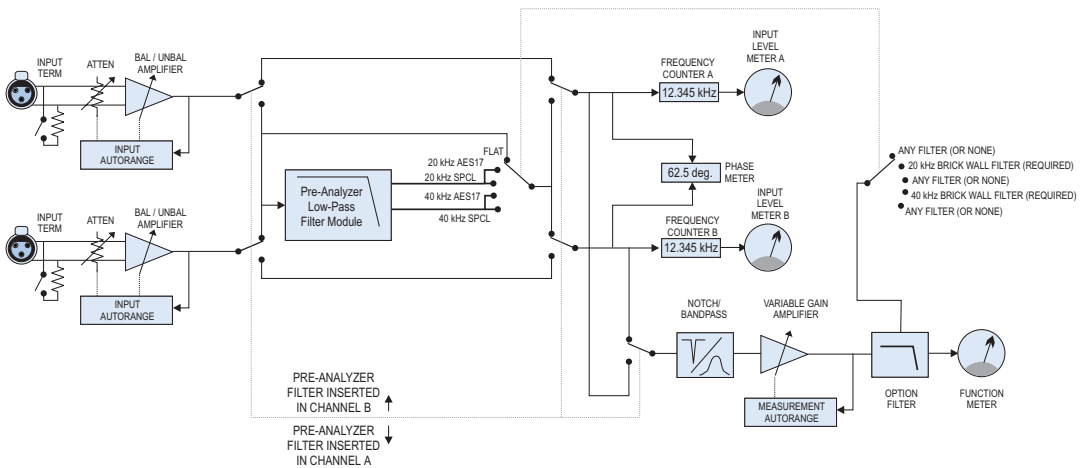 INPUT
TERM
ATTEN
BAL / UNBAL
AMPLIFIER
INPUT
AUTORANGE
INPUT
TERM
ATTEN
BAL / UNBAL
AMPLIFIER
INPUT
AUTORANGE
Pre-Analyzer
Low-Pass
Filter Module
FLAT
20 kHz AES17
20 kHz SPCL
40 kHz AES17
40 kHz SPCL
PRE-ANALYZER
FILTER INSERTED
IN CHANNEL B
PRE-ANALYZER
FILTER INSERTED
IN CHANNEL A
FREQUENCY
COUNTER A
12.345 kHz
INPUT
LEVEL
METER A
62.5 deg.
PHASE
METER
FREQUENCY
COUNTER B
12.345 kHz
INPUT
LEVEL
METER B
NOTCH/
BANDPASS
VARIABLE GAIN
AMPLIFIER
MEASUREMENT
AUTORANGE
ANY FILTER (OR NONE)
20 kHz BRICK WALL FILTER (REQUIRED)
ANY FILTER (OR NONE)
40 kHz BRICK WALL FILTER (REQUIRED)
ANY FILTER (OR NONE)
OPTION
FILTER
FUNCTION
METER